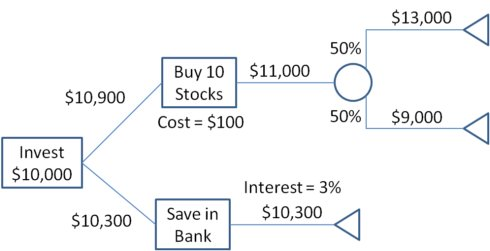 $13,000
50%
Buy 10
Stocks
$11,000
$10,900
Cost = $100
50%
$9,000
Invest
$10,000
Interest = 3%
$10,300
Save in
Bank
$10,300